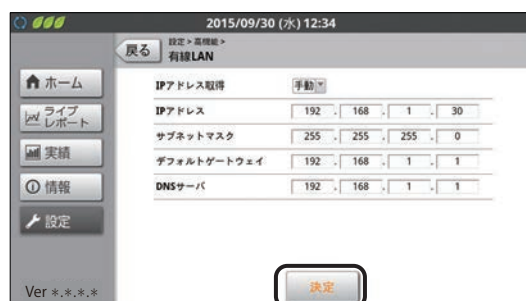 2015/09/30 (水) 12:34
戻る
設定 > 高機能 >
有線LAN
ホーム
ライブ
レポート
実績
情報
設定
Ver *.*.*.*
IPアドレス取得 手動
IPアドレス 192 . 168 . 1 . 30
サブネットマスク 255 . 255 . 255 . 0
デフォルトゲートウェイ 192 . 168 . 1 . 1
DNSサーバ 192 . 168 . 1 . 1
決定